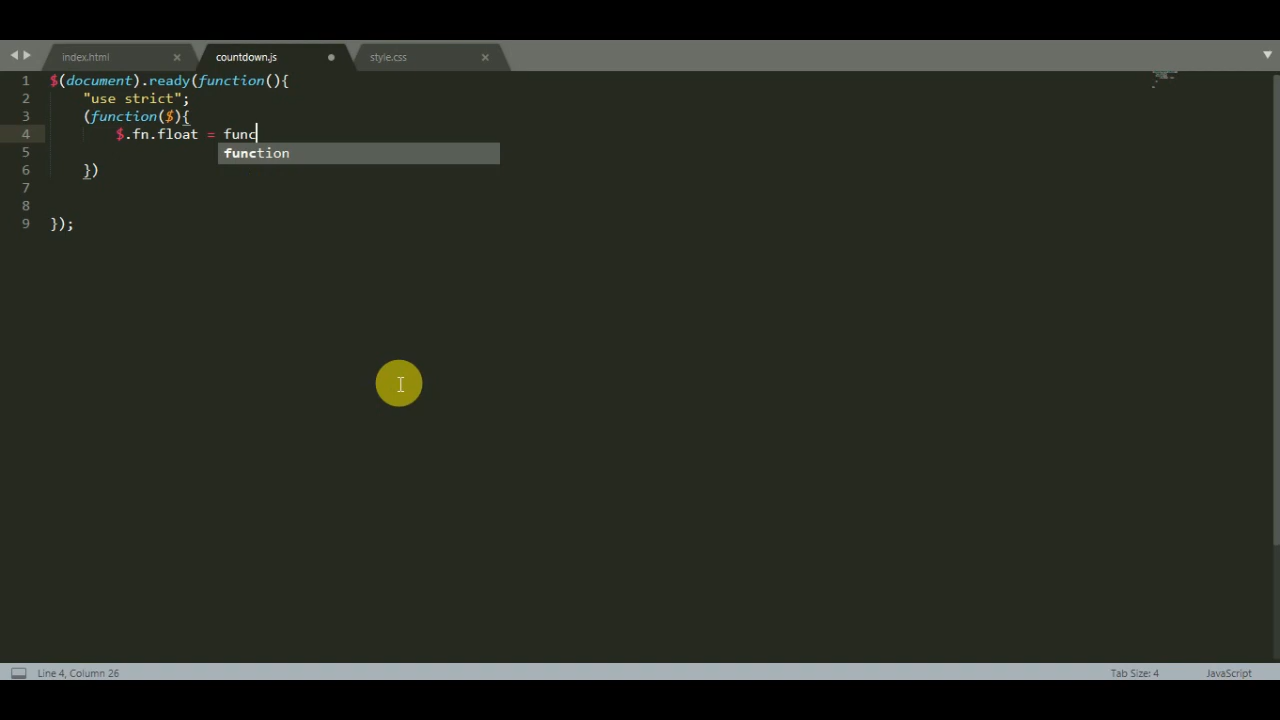 index.html countdown.js style.css
1 $(document).ready(function(){
2 "use strict";
3 (function($){
4 $.fn.float = func
function
5
6 })
7
8
9 });
Line 4, Column 26 Tab Size: 4 JavaScript